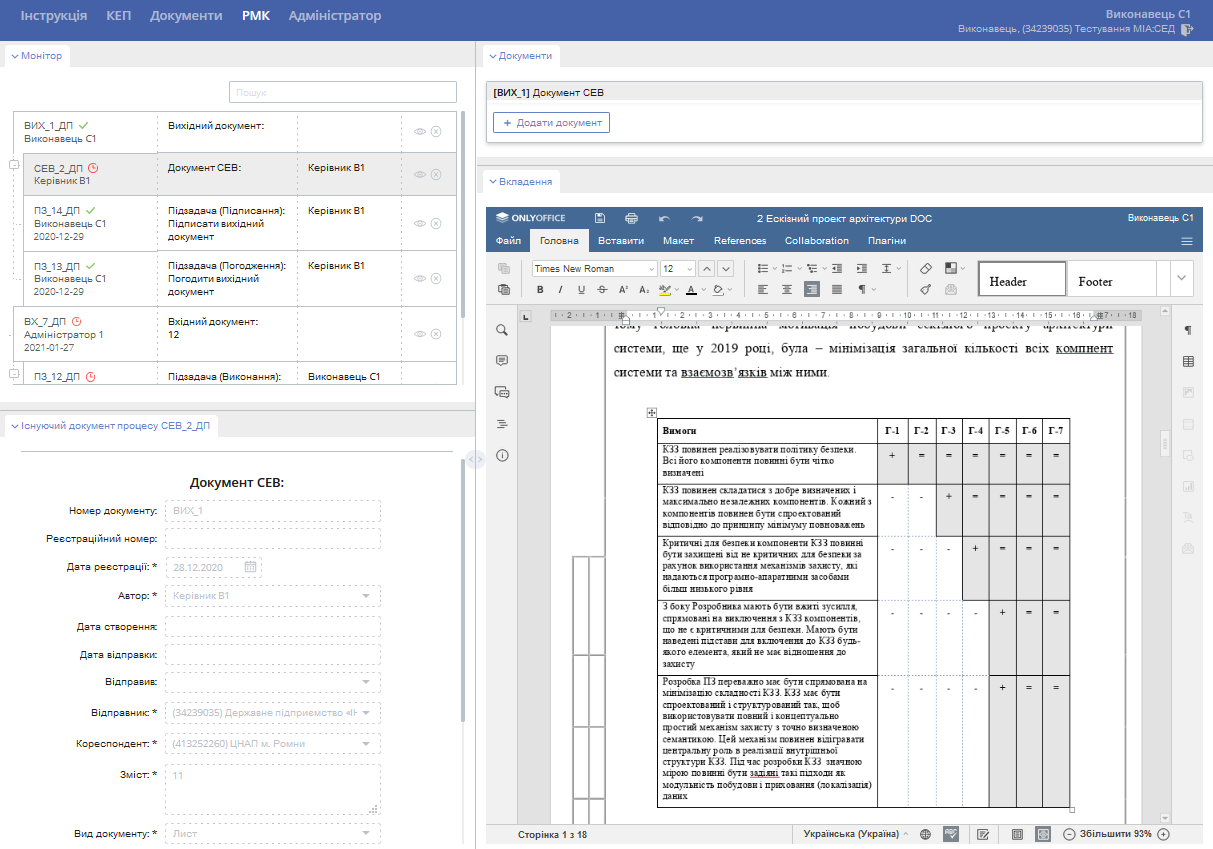 Інструкція КЕП Документи РМК Адміністратор
Виконавець С1
Виконавець, (34239035) Тестування МІА:СЕД
Монітор
Пошук
ВИХ_1_ДП Вихідний документ:
Виконавець С1
СЕВ_2_ДП Документ СЕВ: Керівник В1
Керівник В1
ПЗ_14_ДП Підзадача (Підписання): Керівник В1
Виконавець С1 Підписати вихідний
2020-12-29 документ
ПЗ_13_ДП Підзадача (Погодження): Керівник В1
Виконавець С1 Погодити вихідний
2020-12-29 документ
ВХ_7_ДП Вхідний документ:
Адміністратор 1 12
2021-01-27
ПЗ_12_ДП Підзадача (Виконання): Виконавець С1
Існуючий документ процесу СЕВ_2_ДП
Документ СЕВ:
Номер документу: ВИХ_1
Реєстраційний номер:
Дата реєстрації: * 28.12.2020
Автор: * Керівник В1
Дата створення:
Дата відправки:
Відправив:
Відправник: * (34239035) Державне підприємство «ІН
Кореспондент: * (413252260) ЦНАП м. Ромни
Зміст: * 11
Вид документу: * Лист
Документи
[ВИХ_1] Документ СЕВ
+ Додати документ
Вкладення
ONLYOFFICE 2 Ескізний проект архітектури DOC Виконавець С1
Файл Головна Вставити Макет References Collaboration Плагіни
Times New Roman 12 Header Footer
тому головна первинна мотивація побудови ескізного проекту архітектури
системи, ще у 2019 році, була – мінімізація загальної кількості всіх компнент
системи та взаємозв’язків між ними.
Вимоги Г-1 Г-2 Г-3 Г-4 Г-5 Г-6 Г-7
КЗЗ повинен реалізовувати політику безпеки. + = = = = = =
Всі його компоненти повинні бути чітко
визначені
КЗЗ повинен складатися з добре визначених і - - + = = = =
максимально незалежних компонентів. Кожний з
компонентів повинен бути спроектований
відповідно до принципу мінімуму повноважень
Критичні для безпеки компоненти КЗЗ повинні - - - + = = =
бути захищені від не критичних для безпеки за
рахунок використання механізмів захисту, які
надаються програмно-апаратними засобами
більш низького рівня
З боку Розробника мають бути вжиті зусилля, - - - - + = =
спрямовані на виключення з КЗЗ компонентів,
що не є критичними для безпеки. Мають бути
наведені підстави для включення до КЗЗ будь-
якого елемента, який не має відношення до
захисту
Розробка ПЗ переважно має бути спрямована на - - - - + = =
мінімізацію складності КЗЗ. КЗЗ має бути
спроектований і структурований так, щоб
використовувати повний і концептуально
простий механізм захисту з точно визначеною
семантикою. Цей механізм повинен відігравати
центральну роль в реалізації внутрішньої
структури КЗЗ. Під час розробки КЗЗ значною
мірою повинні бути задіяні такі підходи як
модульність побудови і приховання (локалізація)
даних
Сторінка 1 з 18 Українська (Україна) Збільшити 93%